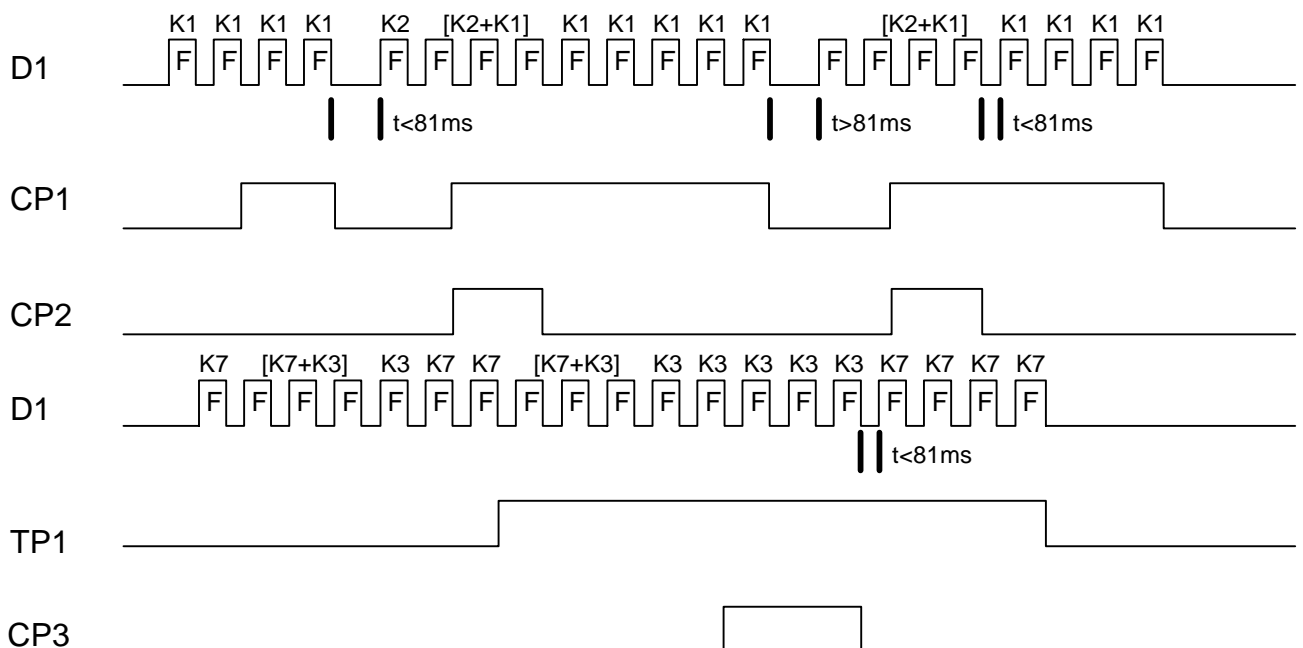 K1 K1 K1 K1 K2 [K2+K1] K1 K1 K1 K1 K1 [K2+K1] K1 K1 K1 K1
D1 F F F F F F F F F F F F F F F F F F F F F
t<81ms t>81ms t<81ms
CP1
CP2
K7 [K7+K3] K3 K7 K7 [K7+K3] K3 K3 K3 K3 K3 K7 K7 K7 K7
D1 F F F F F F F F F F F F F F F F F F F
t<81ms
TP1
CP3